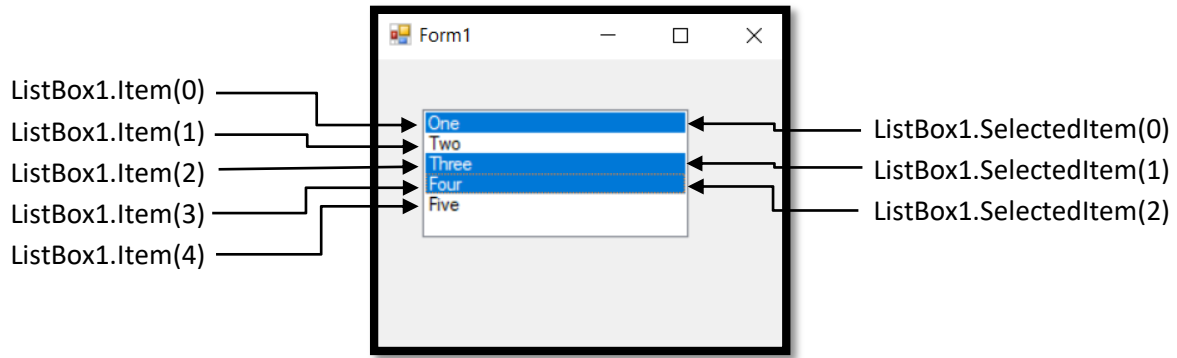 Form1
ListBox1.Item(0)
ListBox1.Item(1)
ListBox1.Item(2)
ListBox1.Item(3)
ListBox1.Item(4)
One
Two
Three
Four
Five
ListBox1.SelectedItem(0)
ListBox1.SelectedItem(1)
ListBox1.SelectedItem(2)